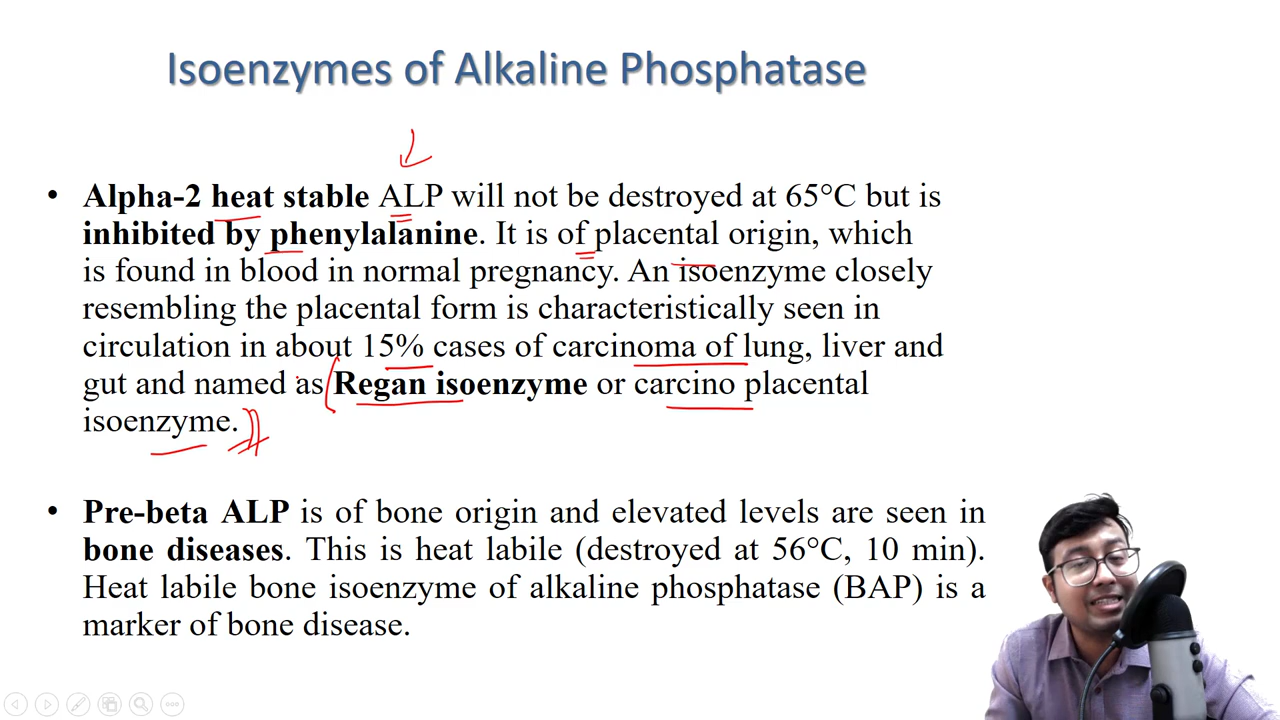 Isoenzymes of Alkaline Phosphatase
• Alpha-2 heat stable ALP will not be destroyed at 65°C but is
inhibited by phenylalanine. It is of placental origin, which
is found in blood in normal pregnancy. An isoenzyme closely
resembling the placental form is characteristically seen in
circulation in about 15% cases of carcinoma of lung, liver and
gut and named as Regan isoenzyme or carcino placental
isoenzyme.
• Pre-beta ALP is of bone origin and elevated levels are seen in
bone diseases. This is heat labile (destroyed at 56°C, 10 min).
Heat labile bone isoenzyme of alkaline phosphatase (BAP) is a
marker of bone disease.